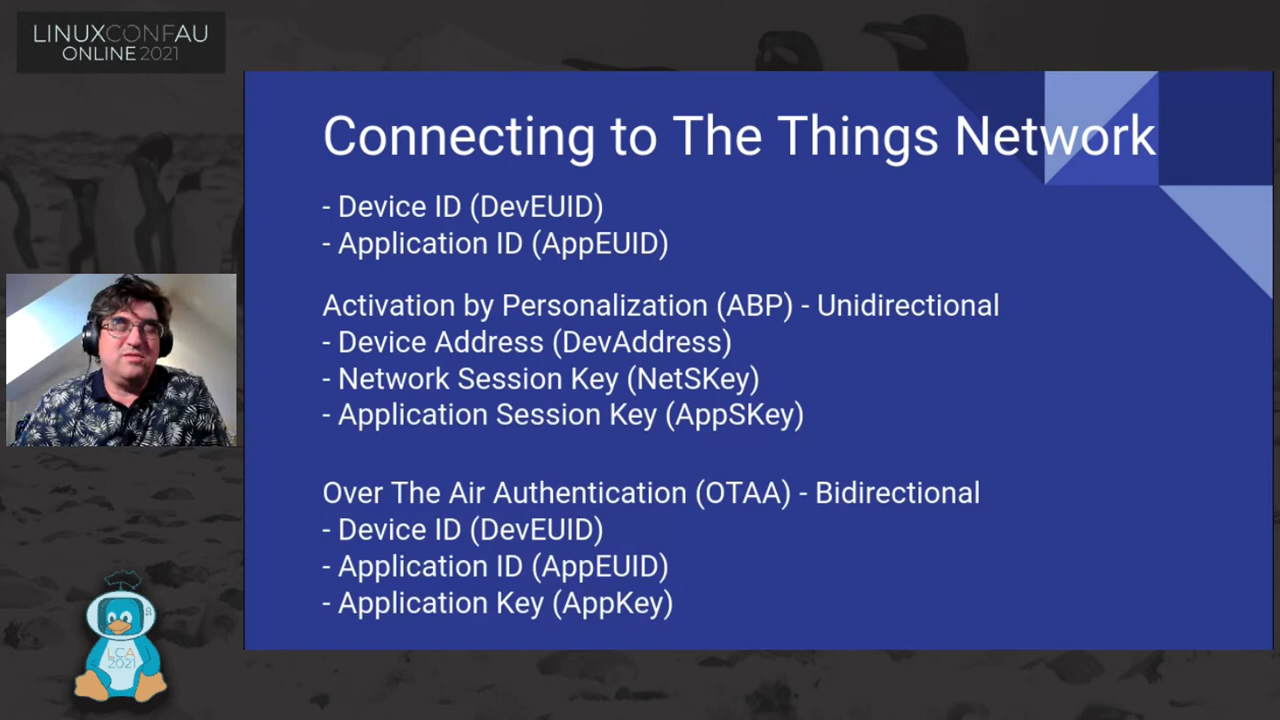 LINUXCONFAU
ONLINE 2021
Connecting to The Things Network
- Device ID (DevEUID)
- Application ID (AppEUID)
Activation by Personalization (ABP) - Unidirectional
- Device Address (DevAddress)
- Network Session Key (NetSKey)
- Application Session Key (AppSKey)
Over The Air Authentication (OTAA) - Bidirectional
- Device ID (DevEUID)
- Application ID (AppEUID)
- Application Key (AppKey)
LCA
2021